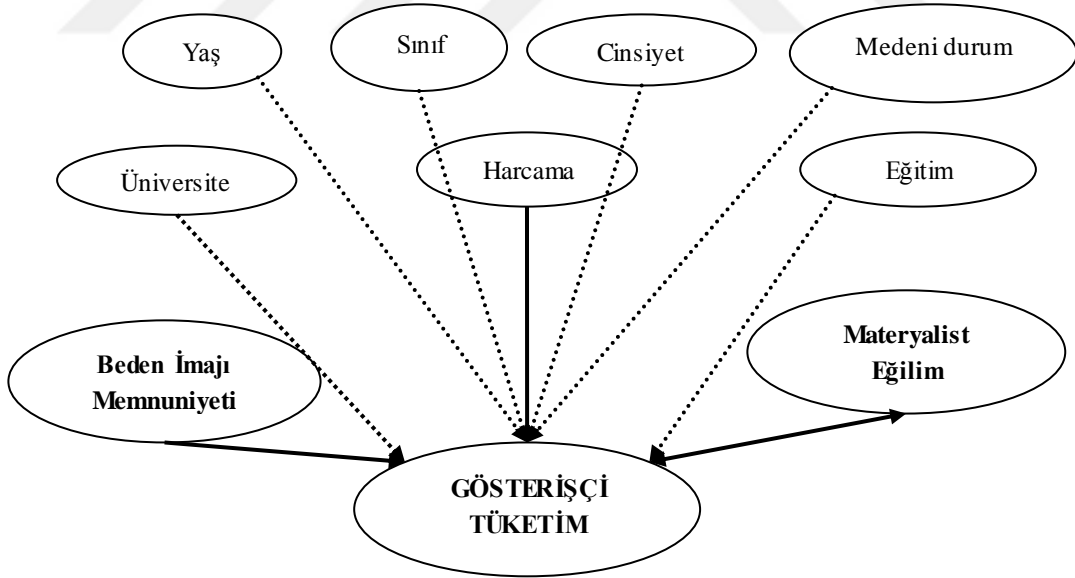 Yaş
Sınıf
Cinsiyet
Medeni durum
Üniversite
Harcama
Eğitim
Beden İmajı
Memnuniyeti
Materyalist
Eğilim
GÖSTERİŞÇİ
TÜKETİM